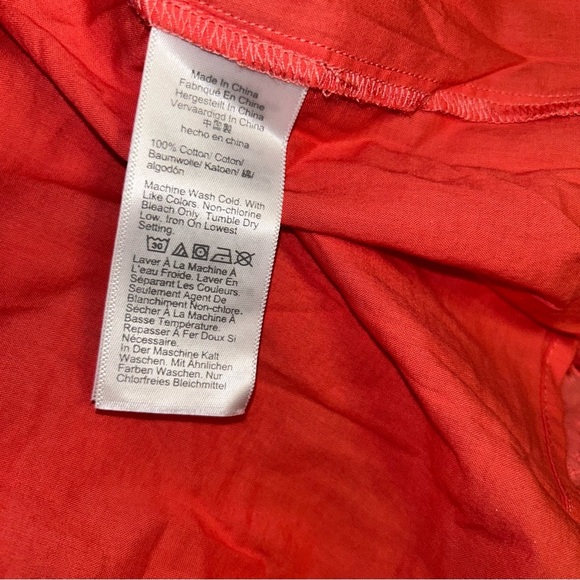 Made In China
Fabriqué En Chine
Hergesteilt In China
Vervaardigd In China
中国製
hecho en china
100% Cotton/ Coton/
Baumwolle/ Katoen/ 綿/
algodón
Machine Wash Cold. With
Like Colors. Non-chlorine
Bleach Only. Tumble Dry
Low. Iron On Lowest
Setting.
30
Laver À La Machine À
L'eau Froide. Laver En
Séparant Les Couleurs.
Seulement Agent De
Blanchiment Non-chlore.
Sécher À La Machine À
Basse Température.
Repasser À Fer Doux Si
Nécessaire.
In Der Maschine Kalt
Waschen. Mit Ähnlichen
Farben Waschen. Nur
Chlorfreies Bleichmittel